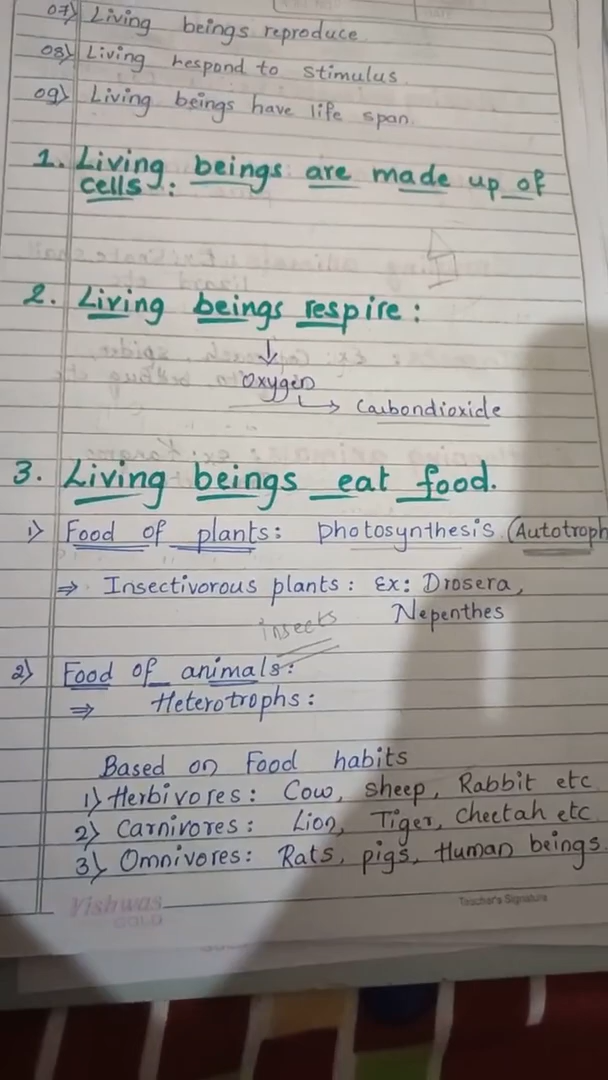 07) Living beings reproduce
08) Living respond to stimulus
09) Living beings have life span.
1. Living beings are made up of
cells :
2. Living beings respire :
↓
Oxygen
↳ Carbondioxide
3. Living beings eat food.
1) Food of plants: photosynthesis (Autotroph
⇒ Insectivorous plants : Ex: Drosera,
Nepenthes
insects
2) Food of animals:
⇒ Heterotrophs :
Based on Food habits
1) Herbivores : Cow, sheep, Rabbit etc
2) Carnivores : Lion, Tiger, Cheetah etc
3) Omnivores : Rats, pigs, Human beings.
Vishwas
GOLD
Teacher's Signature